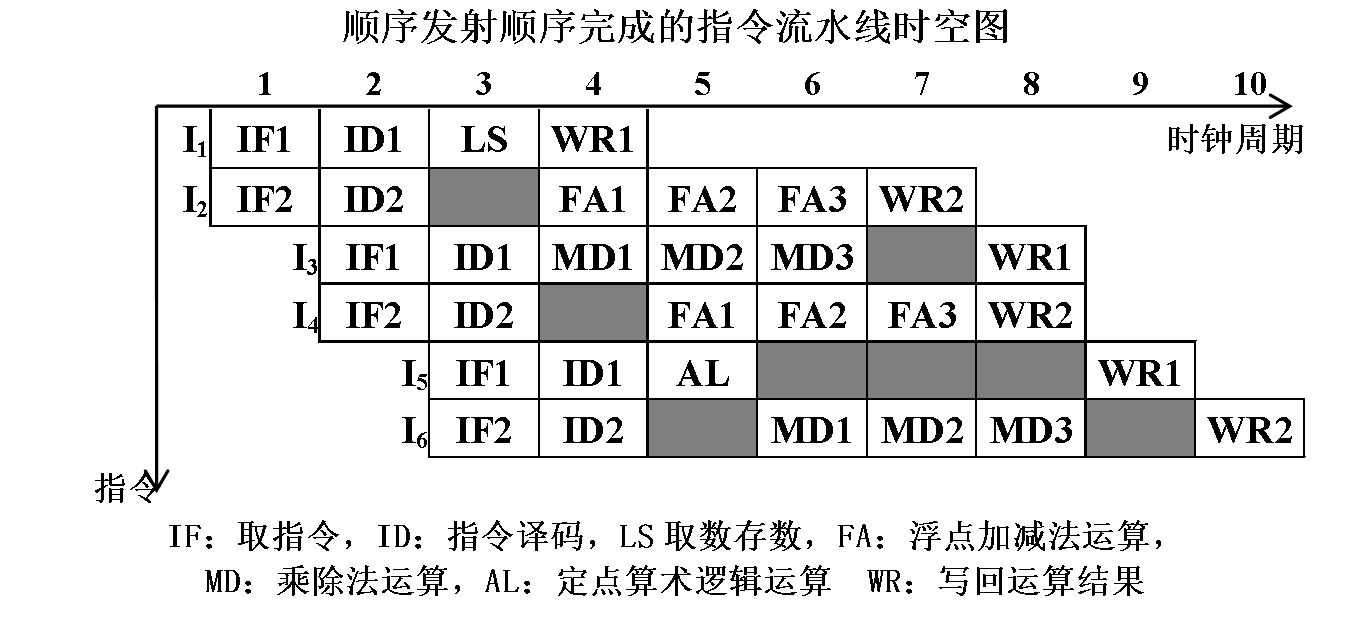 顺序发射顺序完成的指令流水线时空图
1 2 3 4 5 6 7 8 9 10
时钟周期
I1 IF1 ID1 LS WR1
I2 IF2 ID2 FA1 FA2 FA3 WR2
I3 IF1 ID1 MD1 MD2 MD3 WR1
I4 IF2 ID2 FA1 FA2 FA3 WR2
I5 IF1 ID1 AL WR1
I6 IF2 ID2 MD1 MD2 MD3 WR2
指令
IF：取指令，ID：指令译码，LS 取数存数，FA：浮点加减法运算，
MD：乘除法运算，AL：定点算术逻辑运算 WR：写回运算结果